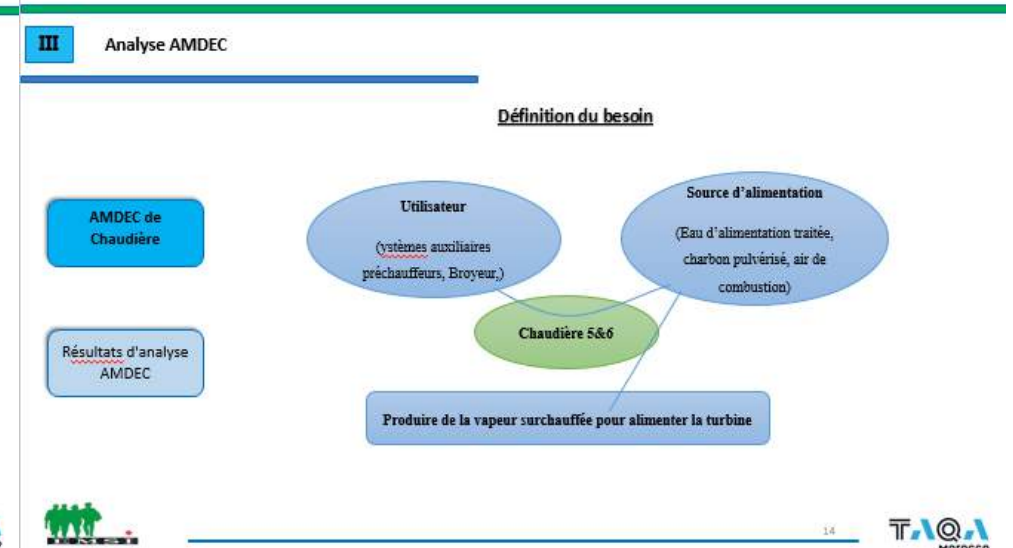 III
Analyse AMDEC
Définition du besoin
AMDEC de
Chaudière
Résultats d'analyse
AMDEC
Utilisateur
(ystèmes auxiliaires
préchauffeurs, Broyeur,)
Source d'alimentation
(Eau d'alimentation traitée,
charbon pulvérisé, air de
combustion)
Chaudière 5&6
Produire de la vapeur surchauffée pour alimenter la turbine
EMSI
14
TAQA
MOROCCO